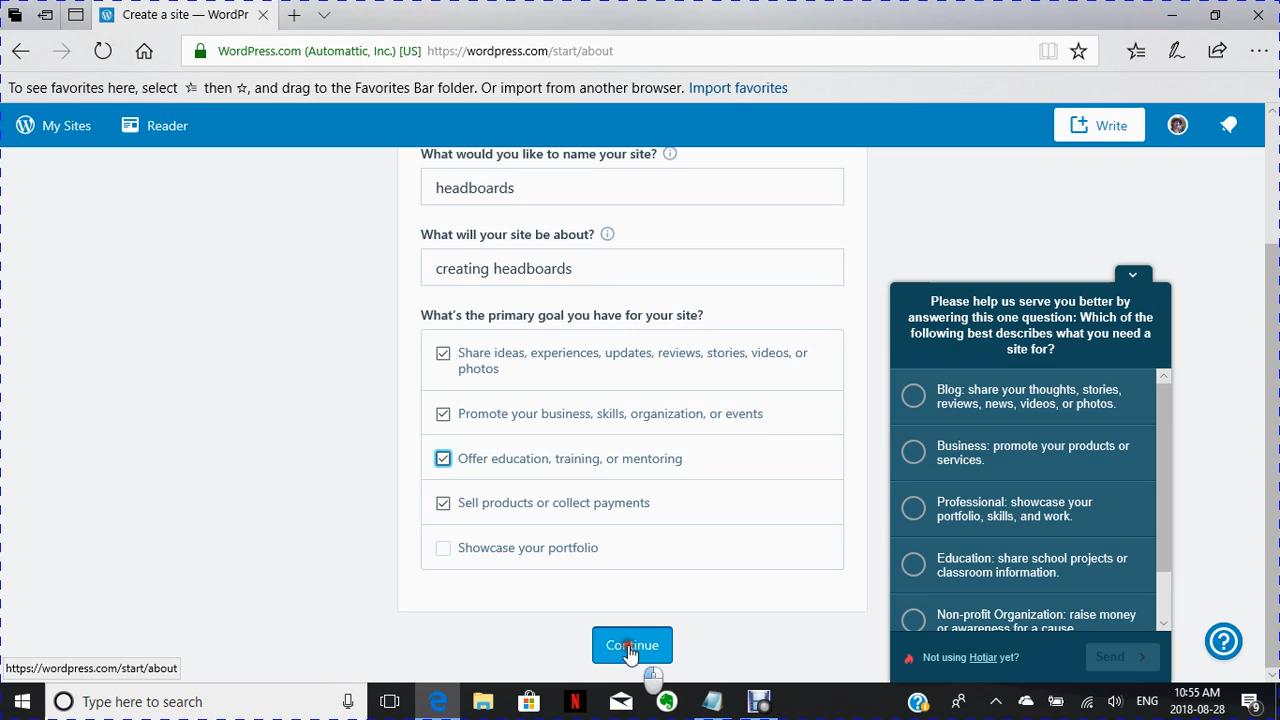 Create a site — WordPr
WordPress.com (Automattic, Inc.) [US] https://wordpress.com/start/about
To see favorites here, select ☆ then ☆, and drag to the Favorites Bar folder. Or import from another browser. Import favorites
My Sites Reader Write
What would you like to name your site?
headboards
What will your site be about?
creating headboards
What's the primary goal you have for your site?
Share ideas, experiences, updates, reviews, stories, videos, or
photos
Promote your business, skills, organization, or events
Offer education, training, or mentoring
Sell products or collect payments
Showcase your portfolio
Continue
Please help us serve you better by
answering this one question: Which of the
following best describes what you need a
site for?
Blog: share your thoughts, stories,
reviews, news, videos, or photos.
Business: promote your products or
services.
Professional: showcase your
portfolio, skills, and work.
Education: share school projects or
classroom information.
Non-profit Organization: raise money
or awareness for a cause.
Not using Hotjar yet? Send
https://wordpress.com/start/about
Type here to search
ENG
10:55 AM
2018-08-28
9